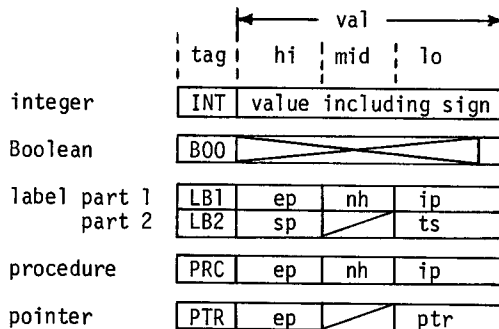 val
tag hi mid lo
integer INT value including sign
Boolean BOO
label part 1 LB1 ep nh ip
part 2 LB2 sp ts
procedure PRC ep nh ip
pointer PTR ep ptr